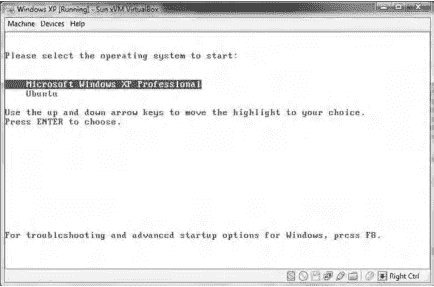 Windows XP [Running] - Sun xVM VirtualBox
Machine Devices Help
Please select the operating system to start:
Microsoft Windows XP Professional
Ubuntu
Use the up and down arrow keys to move the highlight to your choice.
Press ENTER to choose.
For troubleshooting and advanced startup options for Windows, press F8.
Right Ctrl